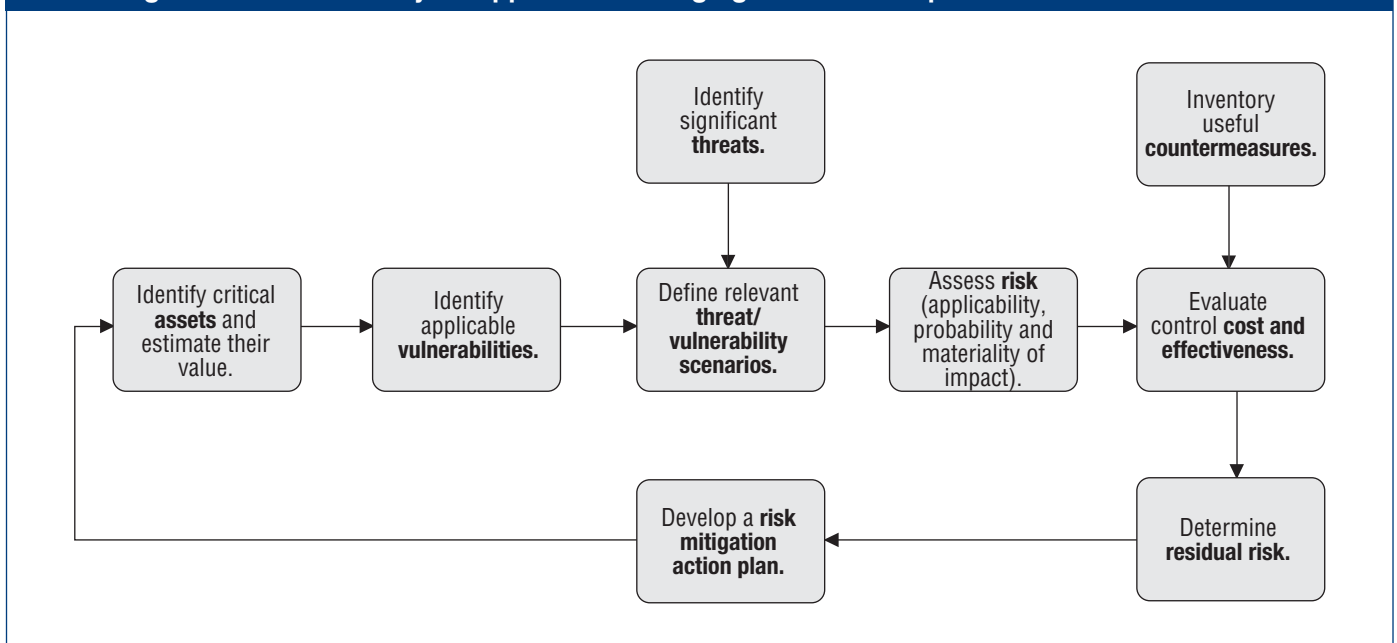 Identify
significant
threats.
Inventory
useful
countermeasures.
Identify critical
assets and
estimate their
value.
Identify
applicable
vulnerabilities.
Define relevant
threat/
vulnerability
scenarios.
Assess risk
(applicability,
probability and
materiality of
impact).
Evaluate
control cost and
effectiveness.
Develop a risk
mitigation
action plan.
Determine
residual risk.